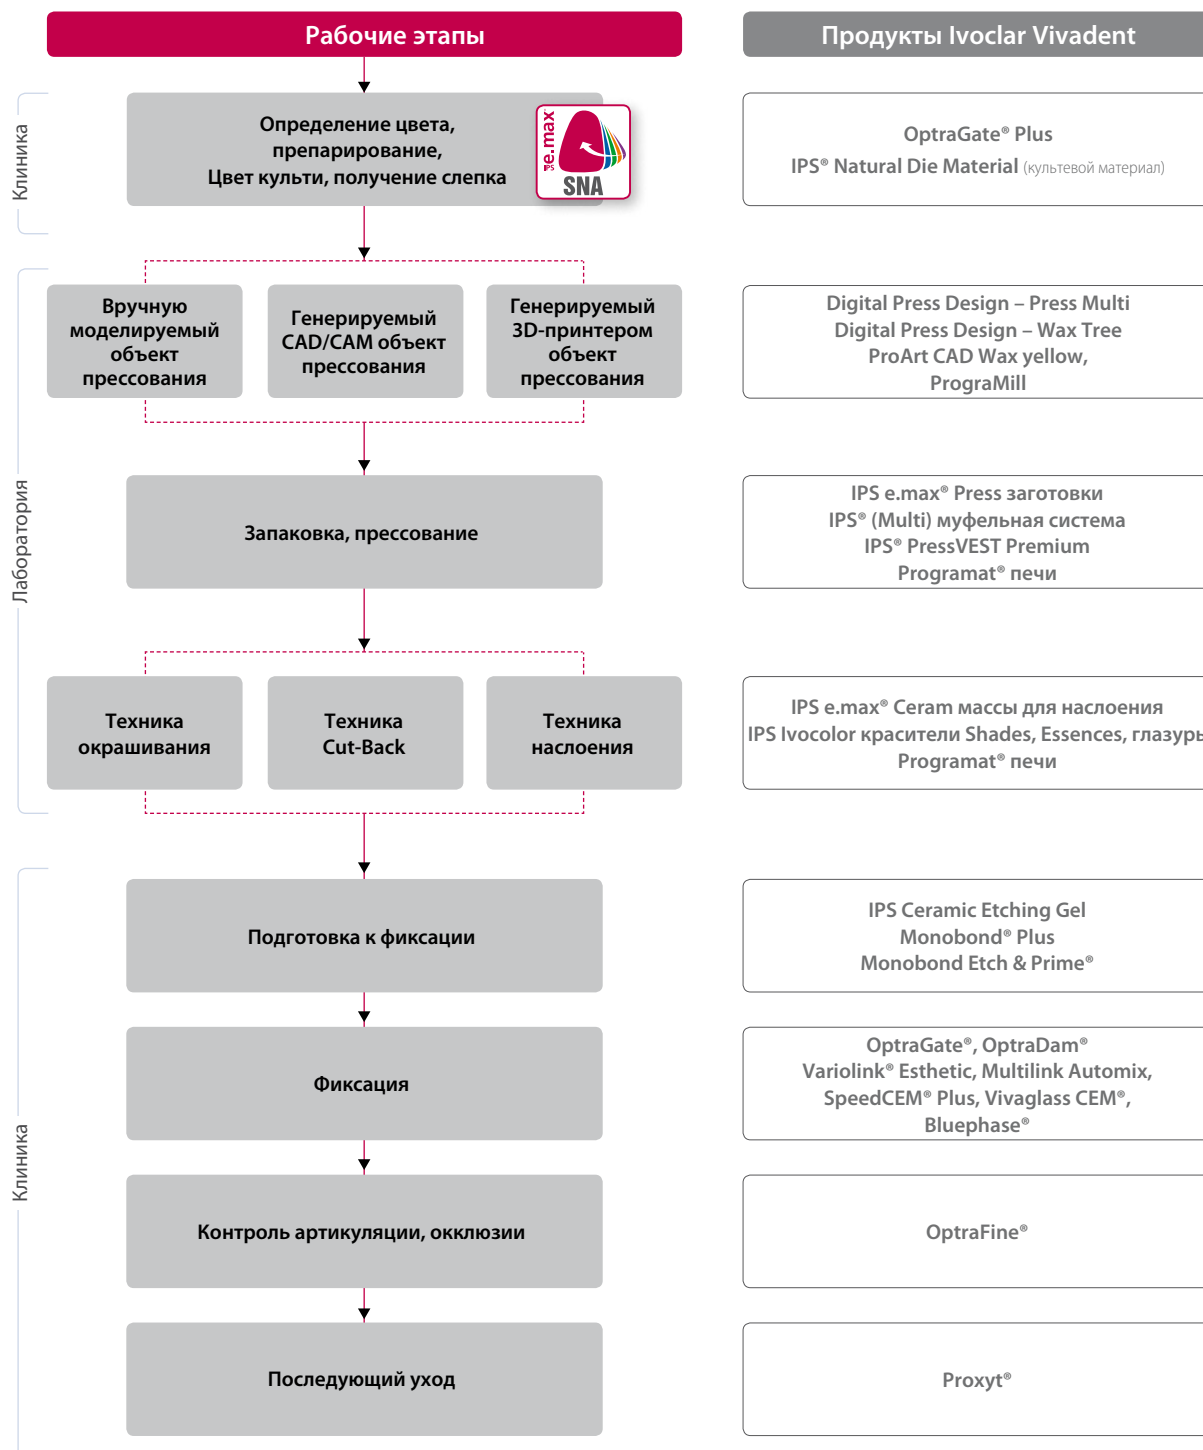 Рабочие этапы
Продукты Ivoclar Vivadent
Клиника
Определение цвета,
препарирование,
Цвет культи, получение слепка
IPS e.max
SNA
OptraGate® Plus
IPS® Natural Die Material (культевой материал)
Лаборатория
Вручную
моделируемый
объект
прессования
Генерируемый
CAD/CAM объект
прессования
Генерируемый
3D-принтером
объект
прессования
Digital Press Design – Press Multi
Digital Press Design – Wax Tree
ProArt CAD Wax yellow,
PrograMill
Запаковка, прессование
IPS e.max® Press заготовки
IPS® (Multi) муфельная система
IPS® PressVEST Premium
Programat® печи
Техника
окрашивания
Техника
Cut-Back
Техника
наслоения
IPS e.max® Ceram массы для наслоения
IPS Ivocolor красители Shades, Essences, глазурь
Programat® печи
Клиника
Подготовка к фиксации
IPS Ceramic Etching Gel
Monobond® Plus
Monobond Etch & Prime®
Фиксация
OptraGate®, OptraDam®
Variolink® Esthetic, Multilink Automix,
SpeedCEM® Plus, Vivaglass CEM®,
Bluephase®
Контроль артикуляции, окклюзии
OptraFine®
Последующий уход
Proxyt®